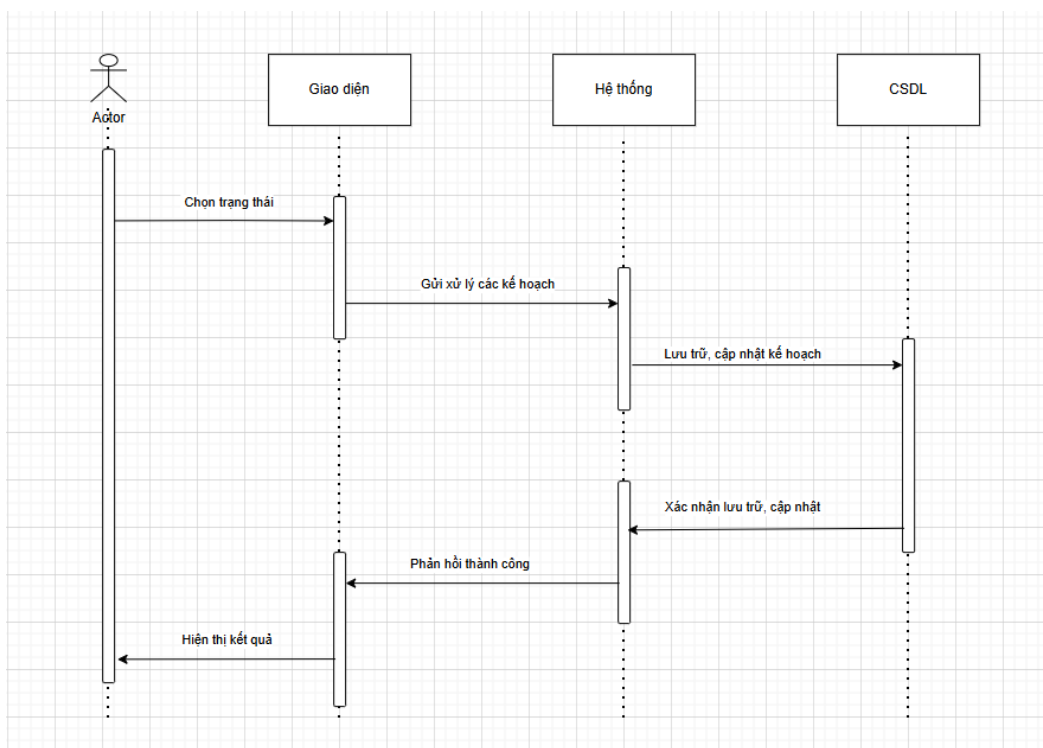 Actor
Giao diện
Hệ thống
CSDL
Chọn trạng thái
Gửi xử lý các kế hoạch
Lưu trữ, cập nhật kế hoạch
Xác nhận lưu trữ, cập nhật
Phản hồi thành công
Hiện thị kết quả